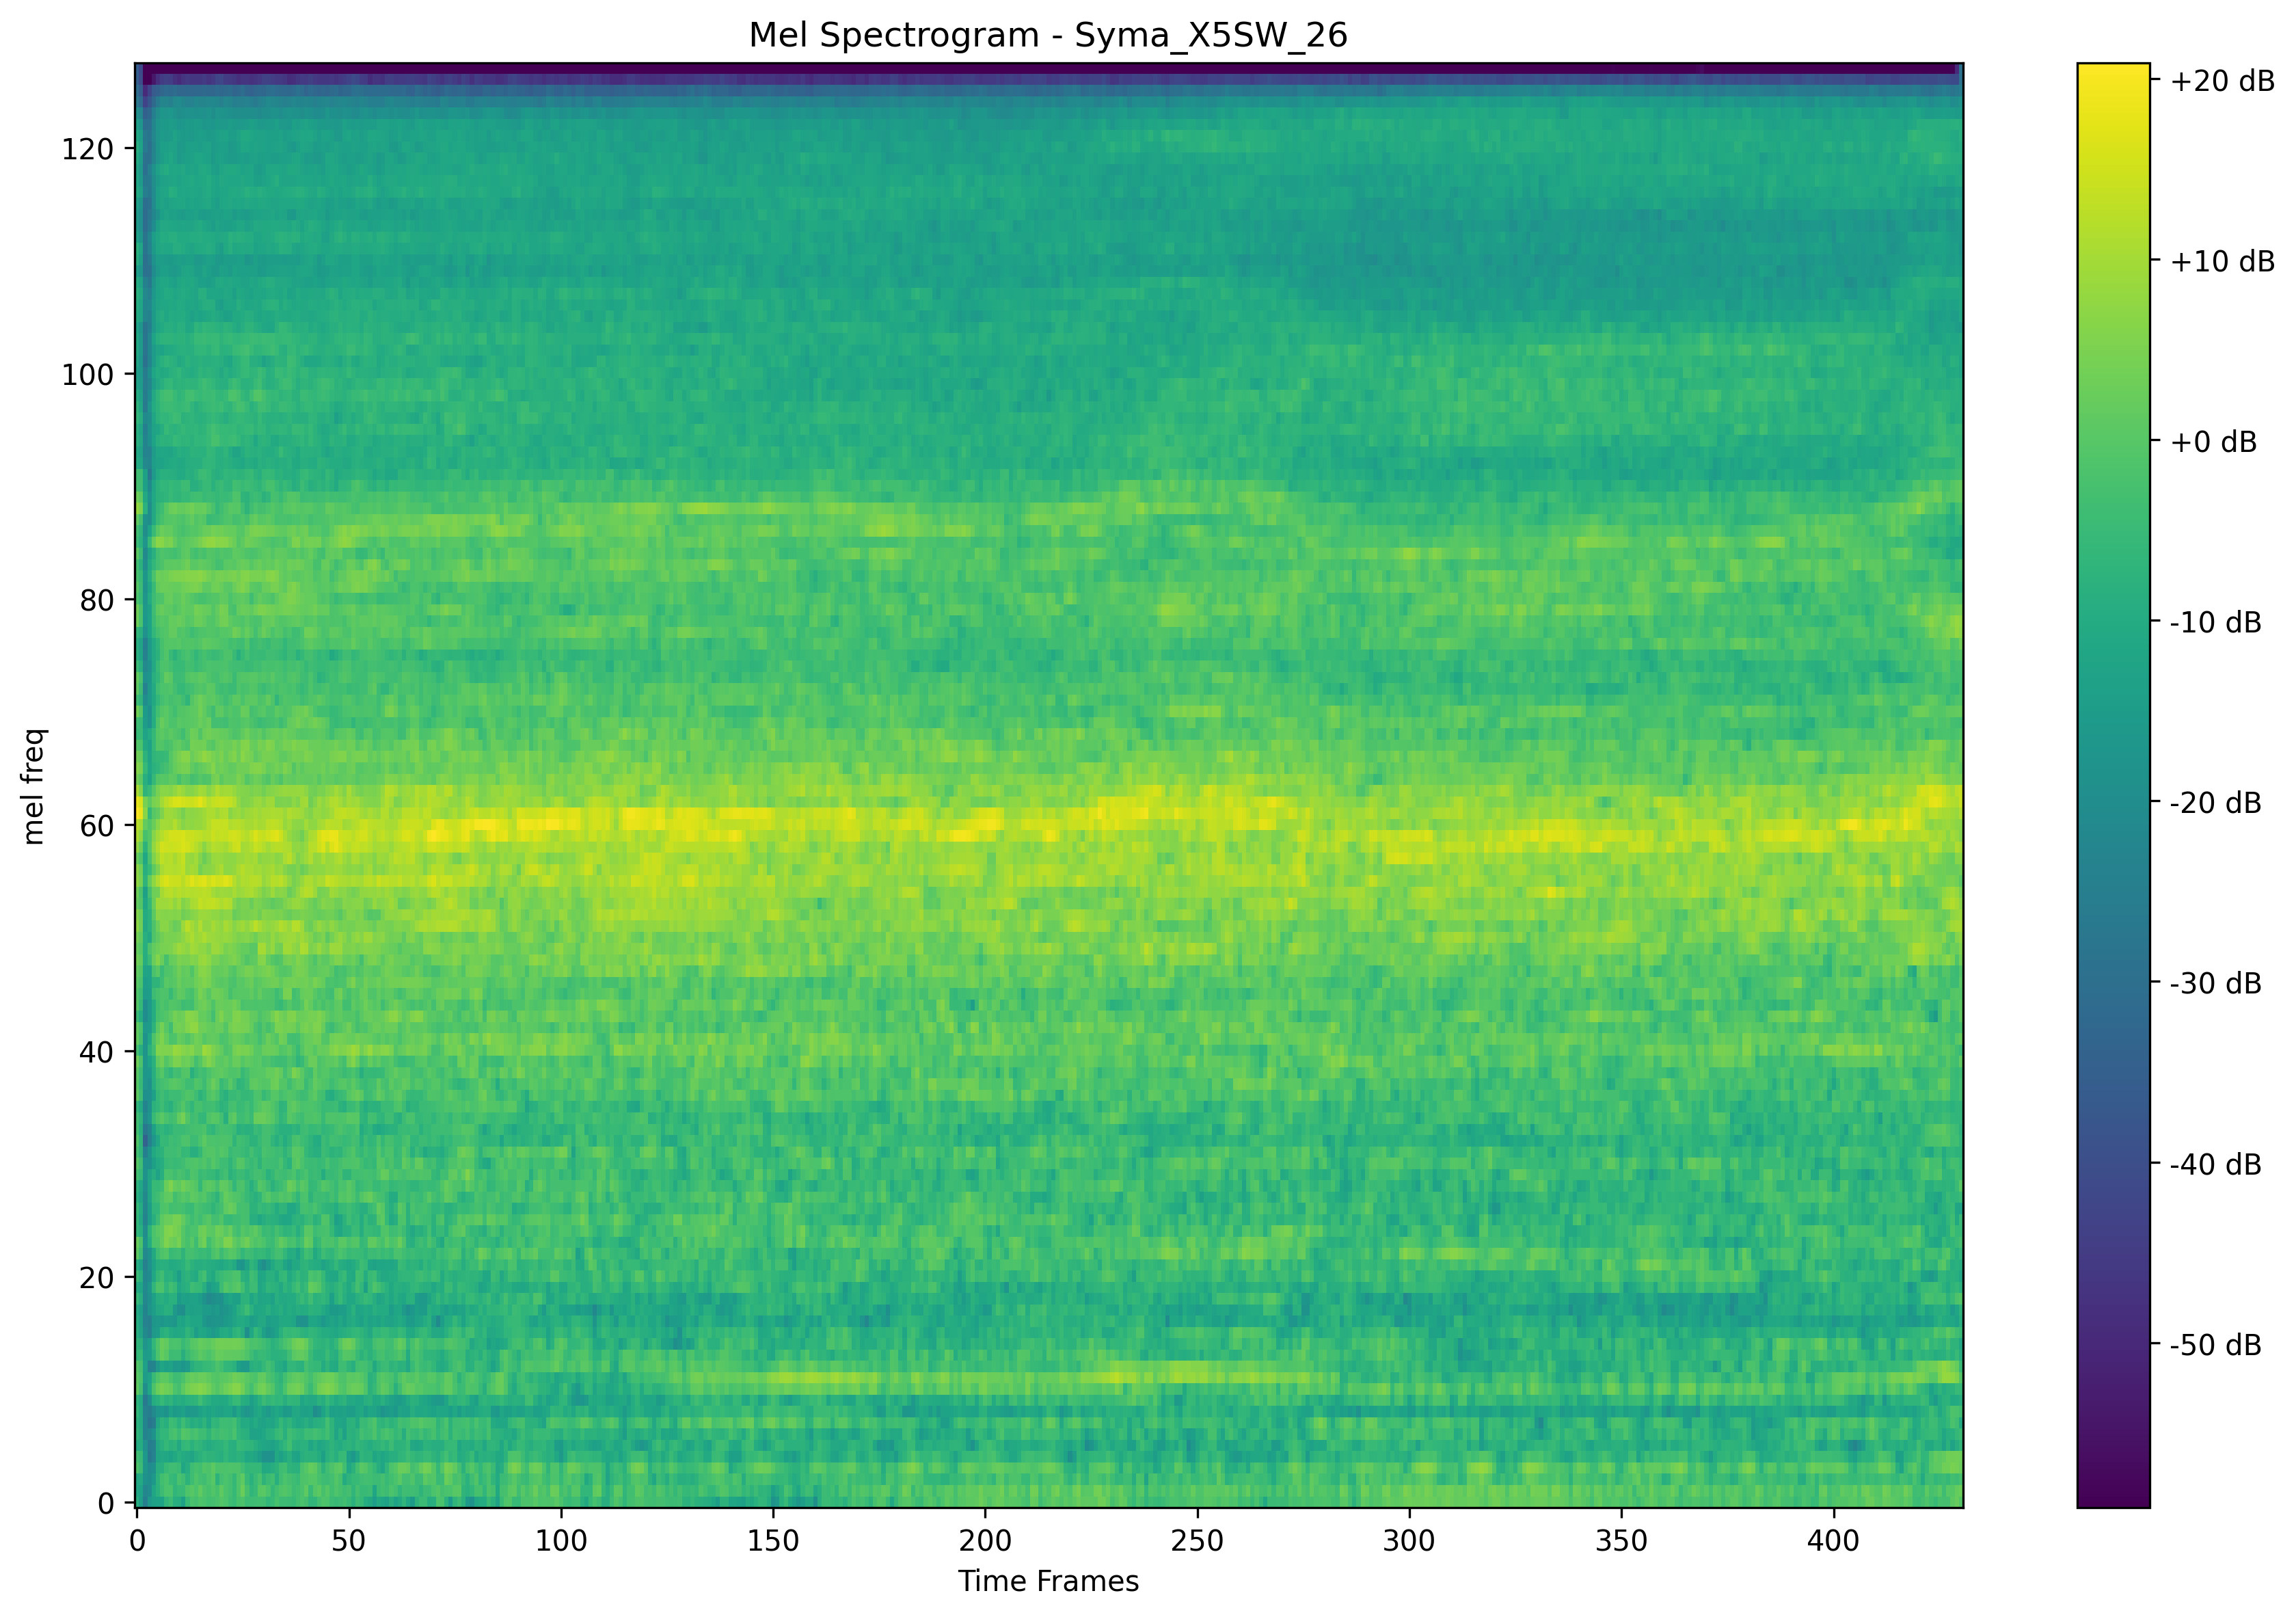 Mel Spectrogram - Syma_X5SW_26
mel freq
120
100
80
60
40
20
0
0 50 100 150 200 250 300 350 400
Time Frames
+20 dB
+10 dB
+0 dB
-10 dB
-20 dB
-30 dB
-40 dB
-50 dB